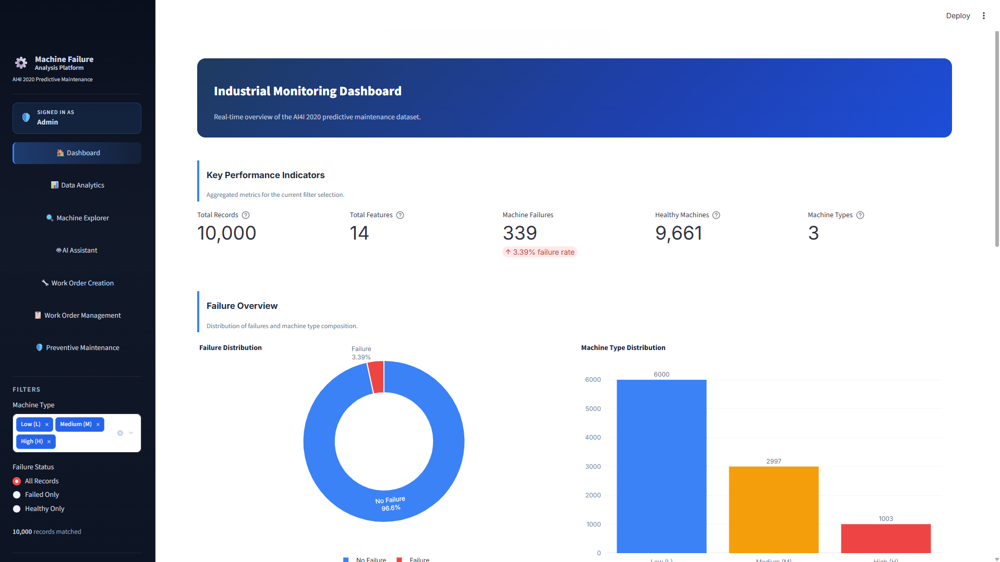 Deploy
Machine Failure
Analysis Platform
AI4I 2020 Predictive Maintenance
SIGNED IN AS
Admin
Dashboard
Data Analytics
Machine Explorer
AI Assistant
Work Order Creation
Work Order Management
Preventive Maintenance
FILTERS
Machine Type
Low (L) ×
Medium (M) ×
High (H) ×
Failure Status
All Records
Failed Only
Healthy Only
10,000 records matched
Industrial Monitoring Dashboard
Real-time overview of the AI4I 2020 predictive maintenance dataset.
Key Performance Indicators
Aggregated metrics for the current filter selection.
Total Records
10,000
Total Features
14
Machine Failures
339
↑ 3.39% failure rate
Healthy Machines
9,661
Machine Types
3
Failure Overview
Distribution of failures and machine type composition.
Failure Distribution
Failure
3.39%
No Failure
96.6%
No Failure
Failure
Machine Type Distribution
6000
5000
4000
3000
2000
1000
0
6000
2997
1003
Low (L)
Medium (M)
High (H)